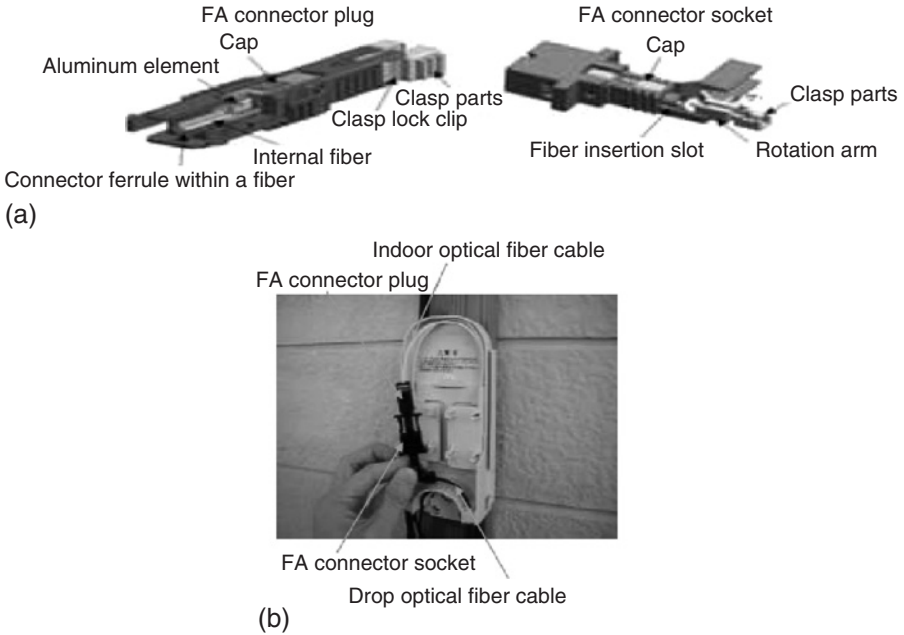 FA connector plug
Cap
Aluminum element
Clasp parts
Clasp lock clip
Internal fiber
Connector ferrule within a fiber
FA connector socket
Cap
Clasp parts
Fiber insertion slot
Rotation arm
(a)
Indoor optical fiber cable
FA connector plug
FA connector socket
Drop optical fiber cable
(b)